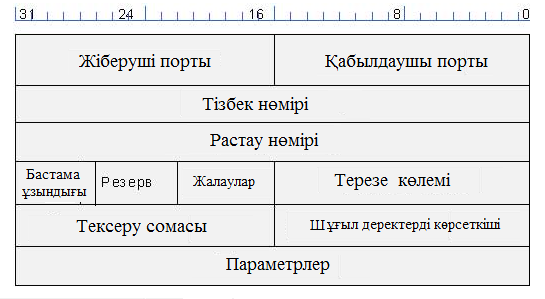 31 24 16 8 0
Жіберуші порты Қабылдаушы порты
Тізбек нөмірі
Растау нөмірі
Бастама ұзындығы Резерв Жалаулар Терезе көлемі
Тексеру сомасы Шұғыл деректерді көрсеткіші
Параметрлер